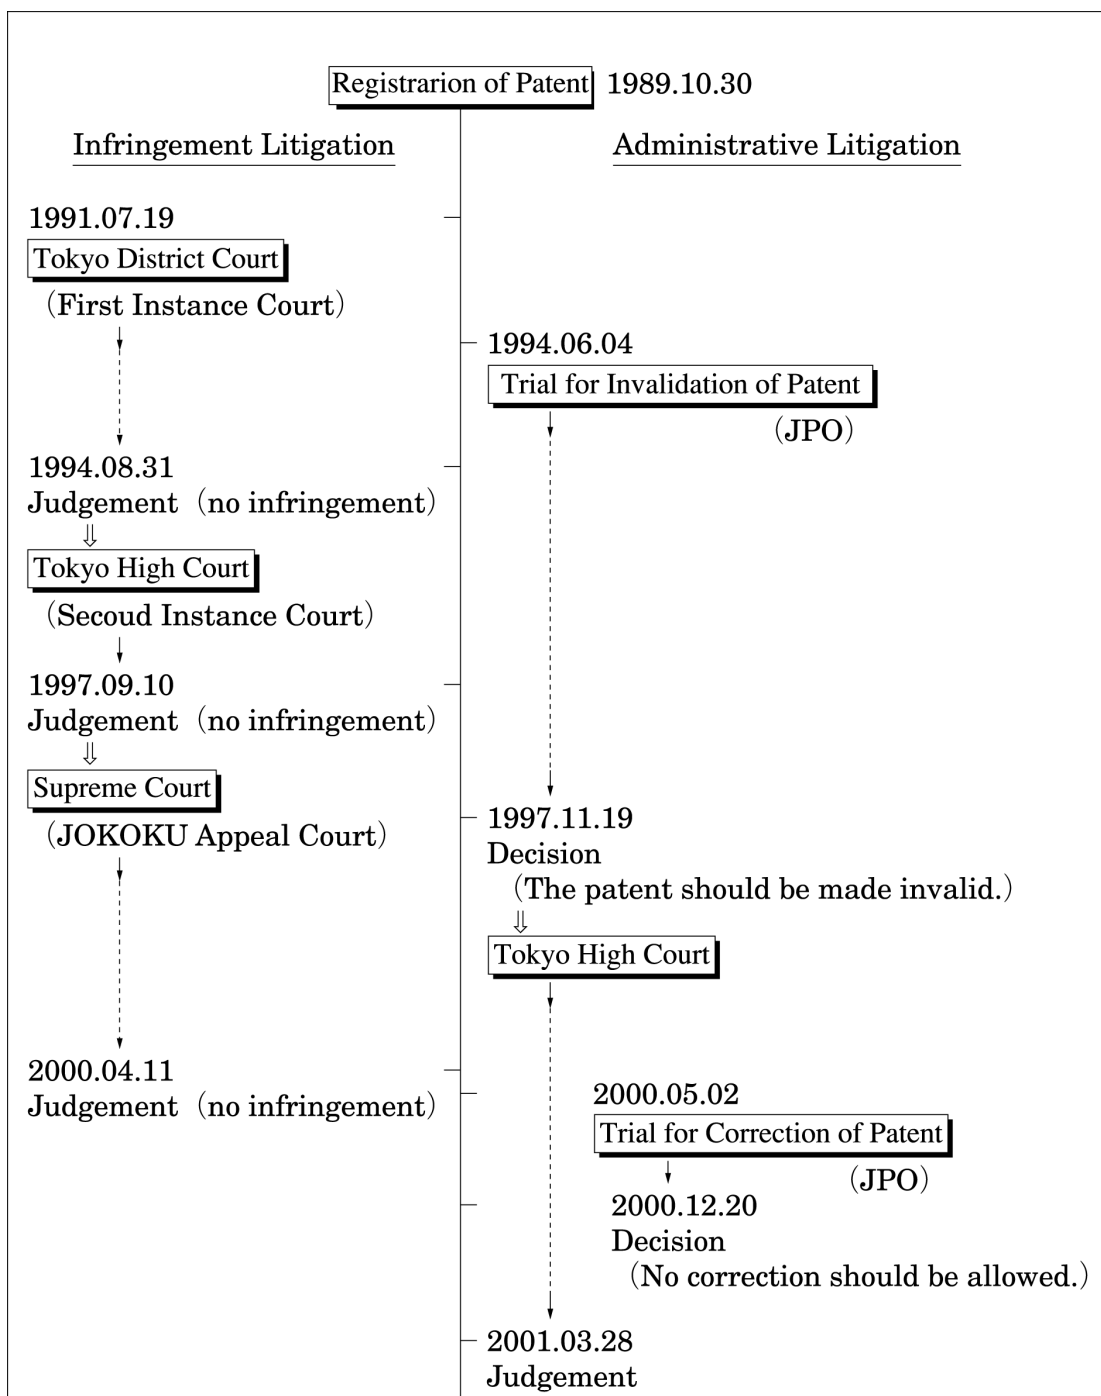 Registrarion of Patent 1989.10.30
Infringement Litigation
1991.07.19
Tokyo District Court
(First Instance Court)
1994.08.31
Judgement (no infringement)
Tokyo High Court
(Secoud Instance Court)
1997.09.10
Judgement (no infringement)
Supreme Court
(JOKOKU Appeal Court)
2000.04.11
Judgement (no infringement)
Administrative Litigation
1994.06.04
Trial for Invalidation of Patent
(JPO)
1997.11.19
Decision
(The patent should be made invalid.)
Tokyo High Court
2000.05.02
Trial for Correction of Patent
(JPO)
2000.12.20
Decision
(No correction should be allowed.)
2001.03.28
Judgement